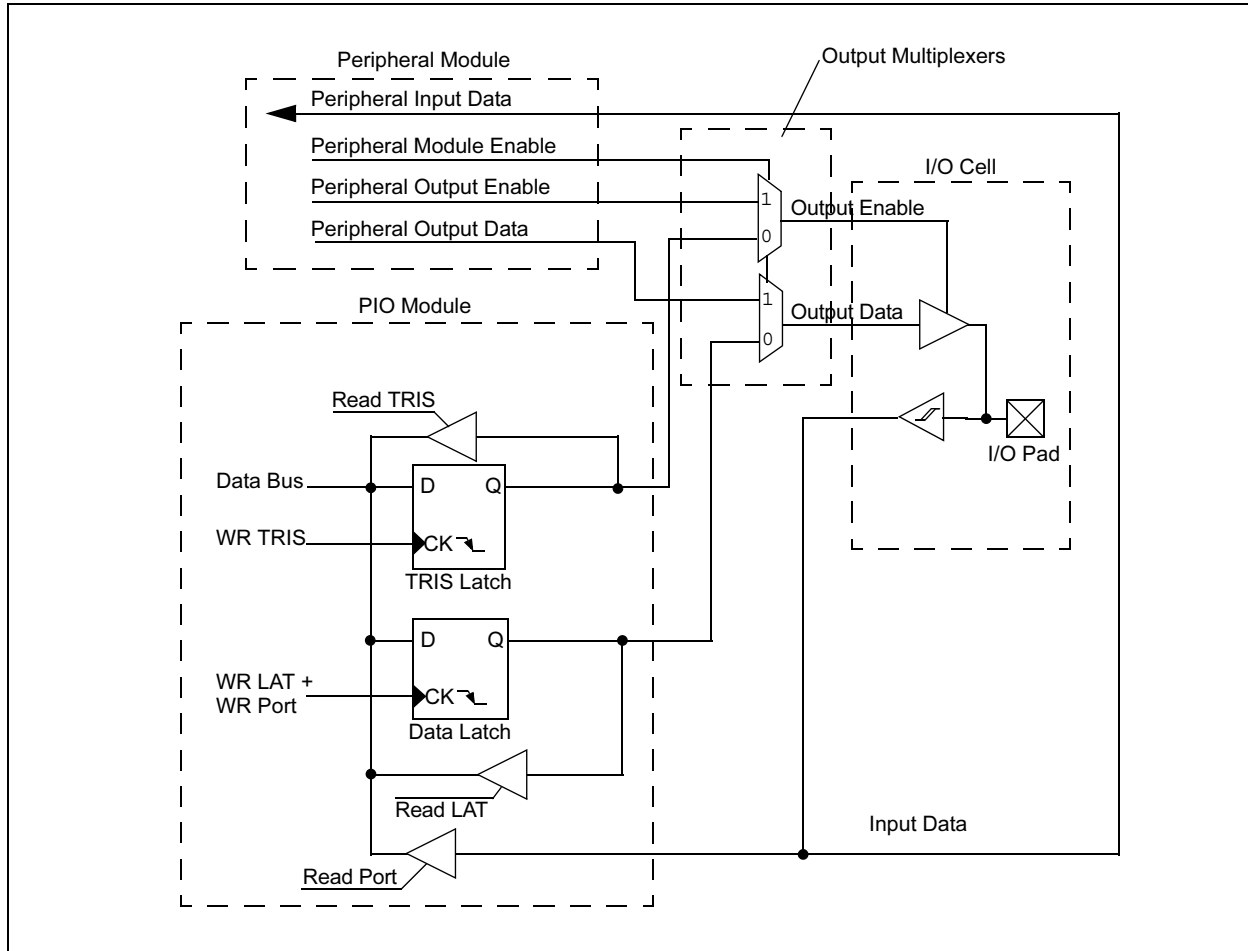 Peripheral Module
Output Multiplexers
Peripheral Input Data
Peripheral Module Enable
Peripheral Output Enable
Peripheral Output Data
1
0
1
0
Output Enable
Output Data
I/O Cell
I/O Pad
PIO Module
Read TRIS
Data Bus
D
Q
WR TRIS
CK
TRIS Latch
D
Q
WR LAT +
WR Port
CK
Data Latch
Read LAT
Input Data
Read Port